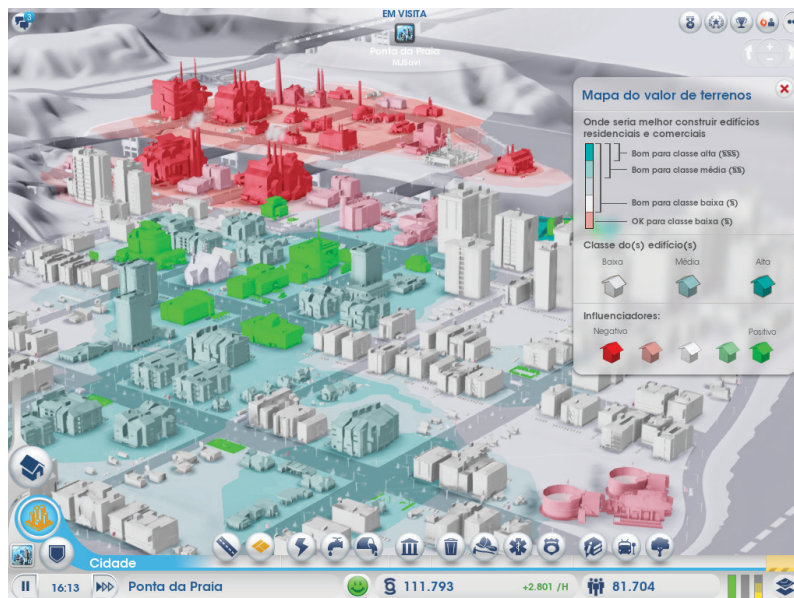 3
EM VISITA
Ponta da Praia
MJSavi
Mapa do valor de terrenos
Onde seria melhor construir edifícios
residenciais e comerciais
Bom para classe alta (§§§)
Bom para classe média (§§)
Bom para classe baixa (§)
OK para classe baixa (§)
Classe do(s) edifício(s)
Baixa Média Alta
Influenciadores:
Negativo Positivo
Cidade
16:13 Ponta da Praia 111.793 +2.801 /H 81.704